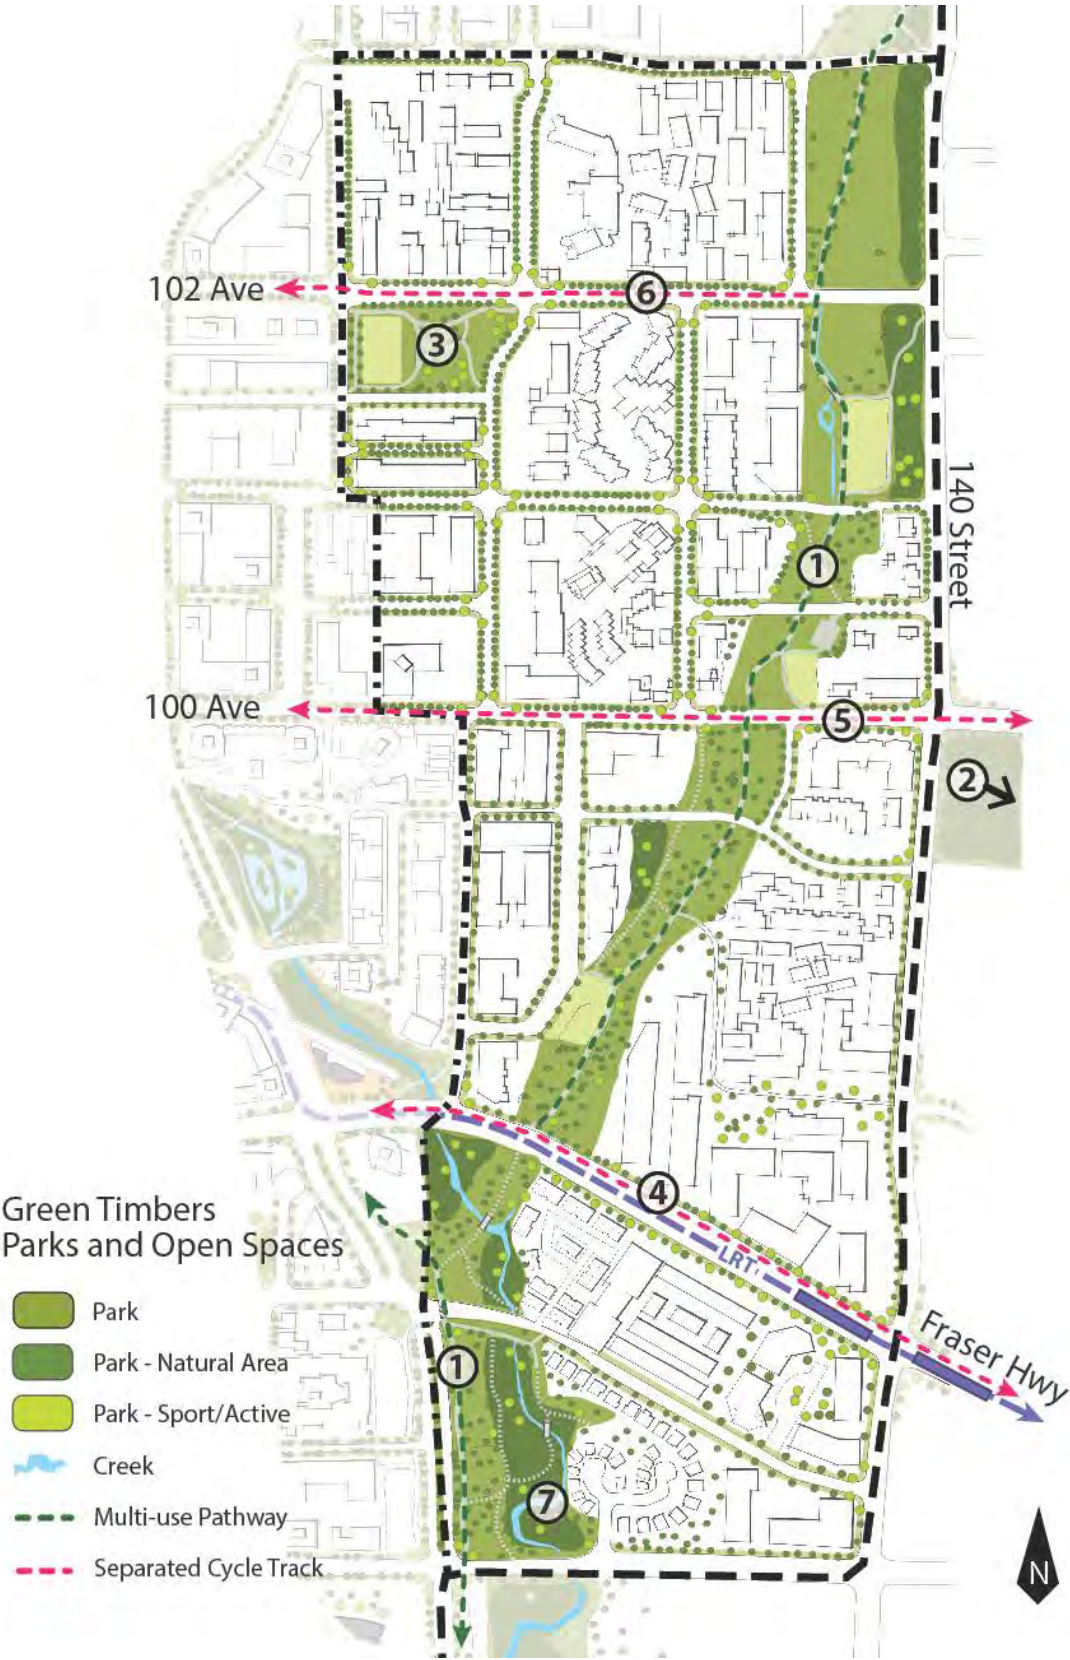 102 Ave
6
3
140 Street
1
100 Ave
5
2
4
LRT
Green Timbers
Parks and Open Spaces
Park
Fraser Hwy
Park - Natural Area
1
Park - Sport/Active
Creek
7
Multi-use Pathway
Separated Cycle Track
N